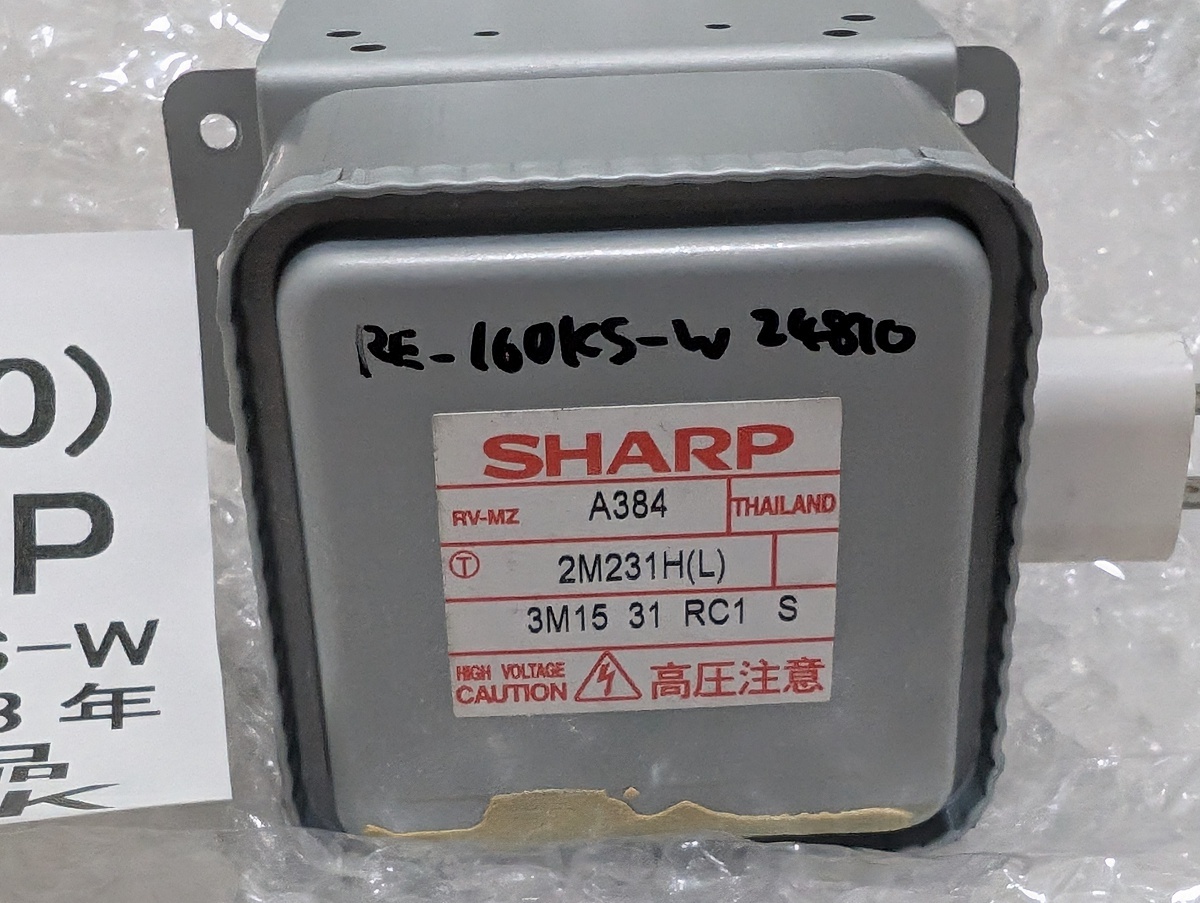 RE-160KS-W 24810
SHARP
RV-MZ A384 THAILAND
T 2M231H(L)
3M15 31 RC1 S
HIGH VOLTAGE
CAUTION 高圧注意
0)
P
-W
3年
品
K